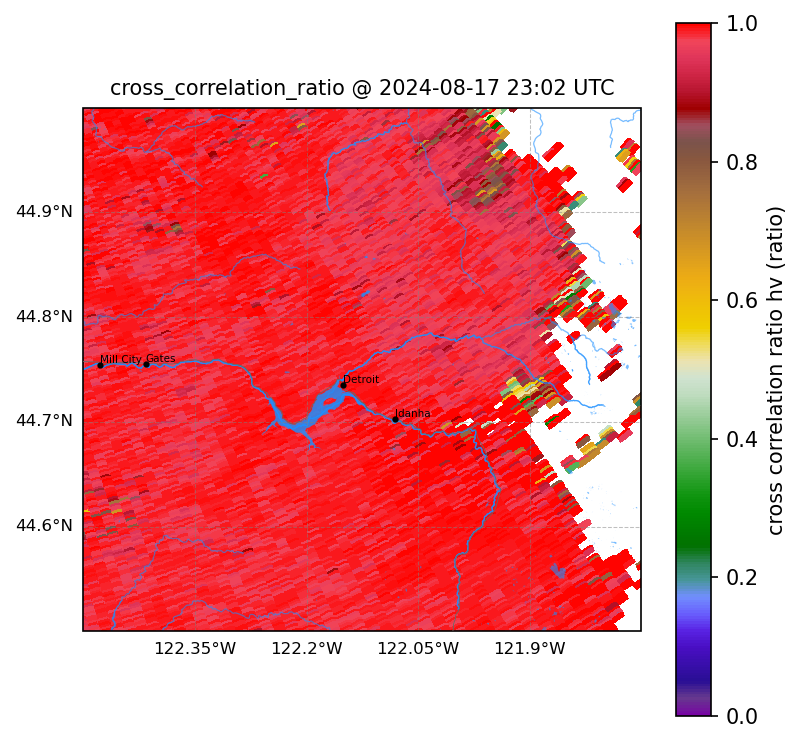 cross_correlation_ratio @ 2024-08-17 23:02 UTC
44.9°N
44.8°N
44.7°N
44.6°N
Mill City
Gates
Detroit
Idanha
122.35°W
122.2°W
122.05°W
121.9°W
1.0
0.8
0.6
0.4
0.2
0.0
cross correlation ratio hv (ratio)